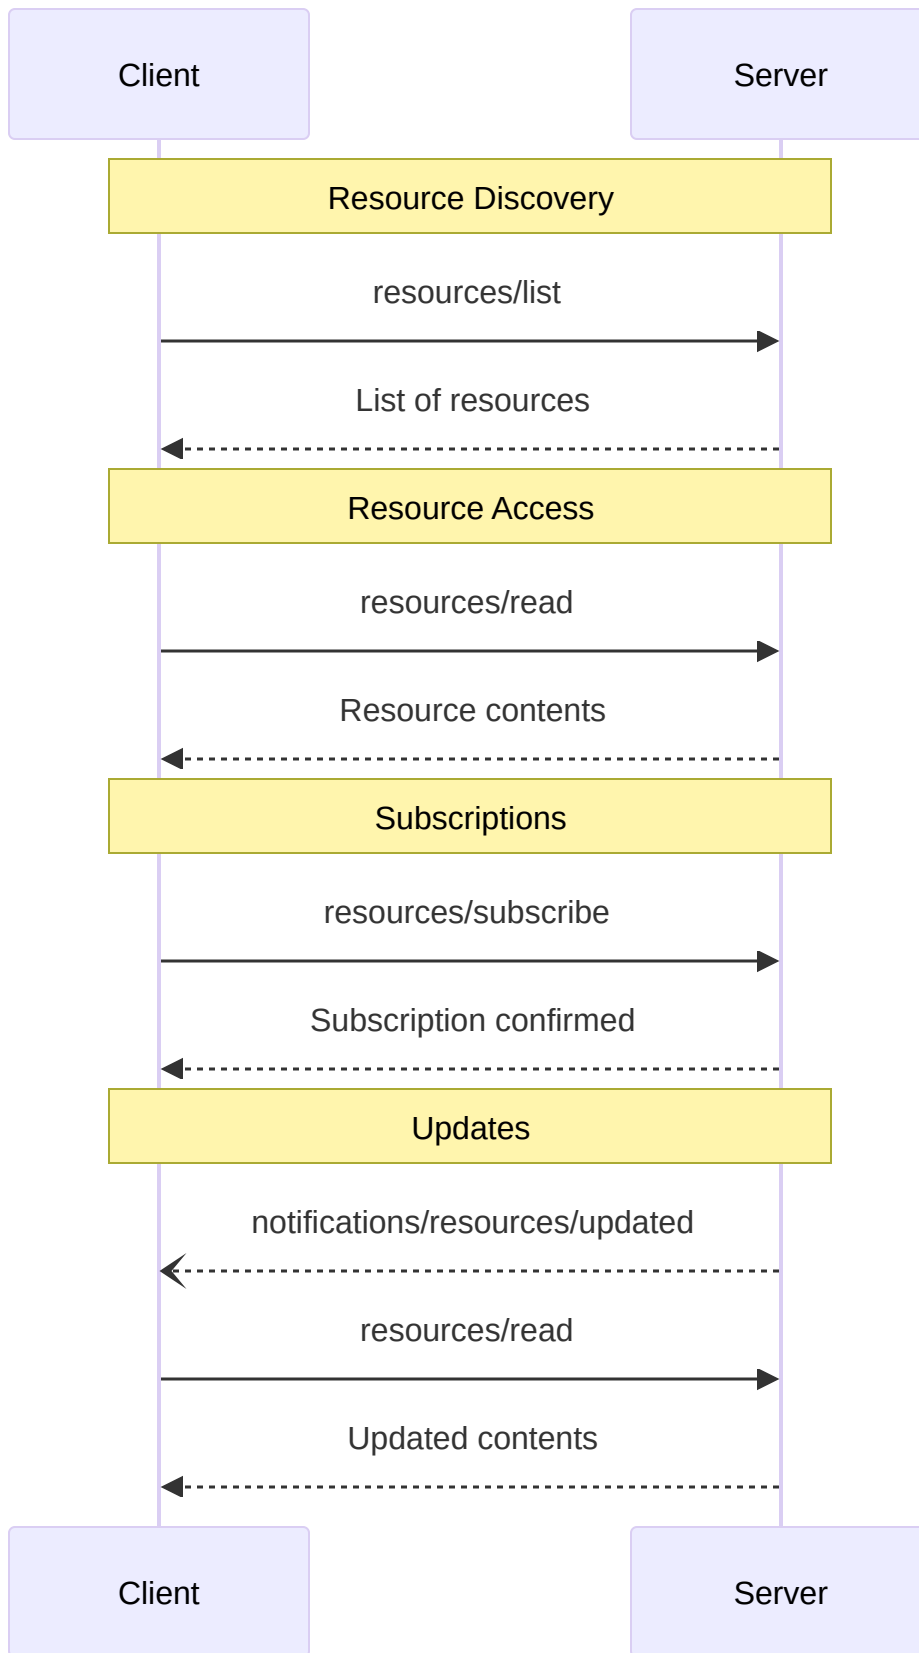 Client
Server
Resource Discovery
resources/list
List of resources
Resource Access
resources/read
Resource contents
Subscriptions
resources/subscribe
Subscription confirmed
Updates
notifications/resources/updated
resources/read
Updated contents
Client
Server